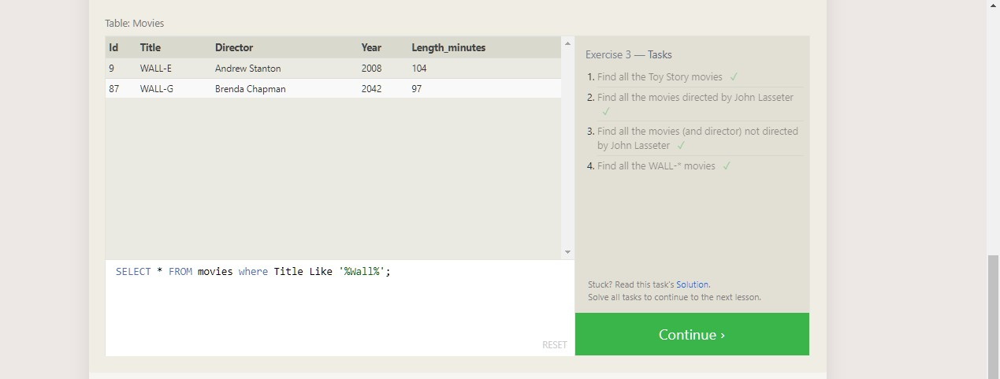 Table: Movies
Id Title Director Year Length_minutes
9 WALL-E Andrew Stanton 2008 104
87 WALL-G Brenda Chapman 2042 97
SELECT * FROM movies where Title Like '%Wall%';
RESET
Exercise 3 — Tasks
1. Find all the Toy Story movies ✓
2. Find all the movies directed by John Lasseter
✓
3. Find all the movies (and director) not directed
by John Lasseter ✓
4. Find all the WALL-* movies ✓
Stuck? Read this task's Solution.
Solve all tasks to continue to the next lesson.
Continue ›